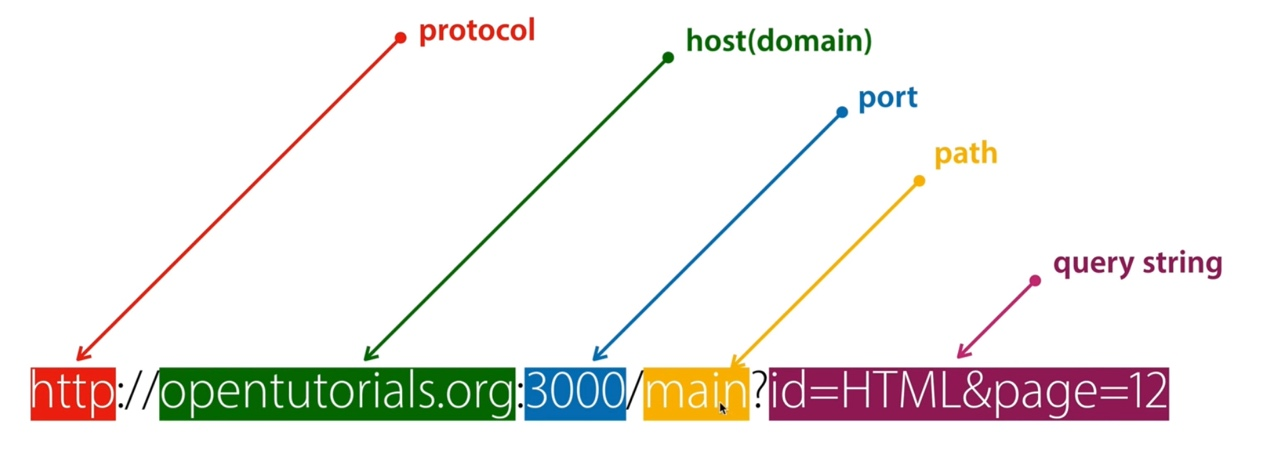 protocol
host(domain)
port
path
query string
http://opentutorials.org:3000/main?id=HTML&page=12